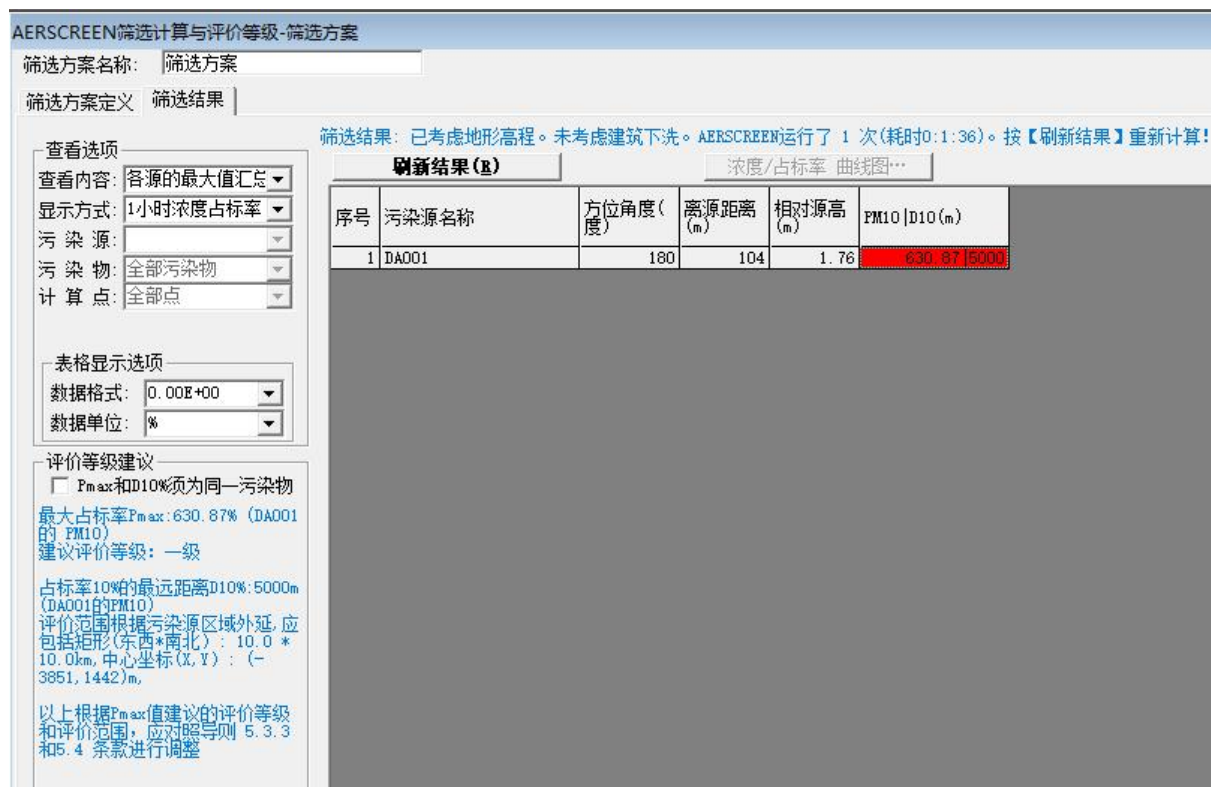 AERSCREEN筛选计算与评价等级-筛选方案
筛选方案名称: 筛选方案
筛选方案定义 筛选结果
筛选结果: 已考虑地形高程。未考虑建筑下洗。AERSCREEN运行了 1 次(耗时0:1:36)。按【刷新结果】重新计算!
刷新结果(R) 浓度/占标率 曲线图…
查看选项
查看内容: 各源的最大值汇总
显示方式: 1小时浓度占标率
污 染 源:
污 染 物: 全部污染物
计 算 点: 全部点
序号 污染源名称 方位角度(度) 离源距离(m) 相对源高(m) PM10|D10(m)
1 DA001 180 104 1.76 630.87|5000
表格显示选项
数据格式: 0.00E+00
数据单位: %
评价等级建议
Pmax和D10%须为同一污染物
最大占标率Pmax:630.87% (DA001
的 PM10)
建议评价等级: 一级
占标率10%的最远距离D10%:5000m
(DA001的PM10)
评价范围根据污染源区域外延,应
包括矩形(东西*南北): 10.0 *
10.0km,中心坐标(X,Y): (-
3851,1442)m,
以上根据Pmax值建议的评价等级
和评价范围,应对照导则 5.3.3
和5.4 条款进行调整